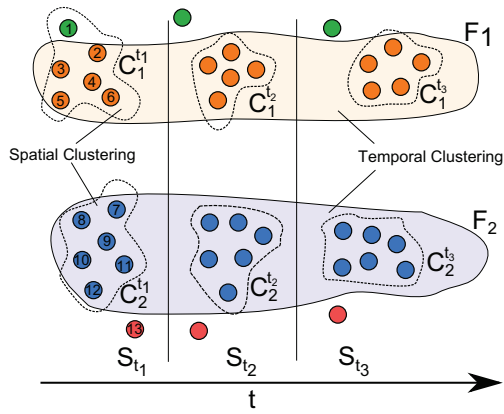 1
F₁
2
C₁ᵗ¹
3
4
5
6
C₁ᵗ²
C₁ᵗ³
Spatial Clustering
Temporal Clustering
7
8
F₂
9
10
11
C₂ᵗ¹
12
C₂ᵗ²
C₂ᵗ³
13
Sₜ₁
Sₜ₂
Sₜ₃
t